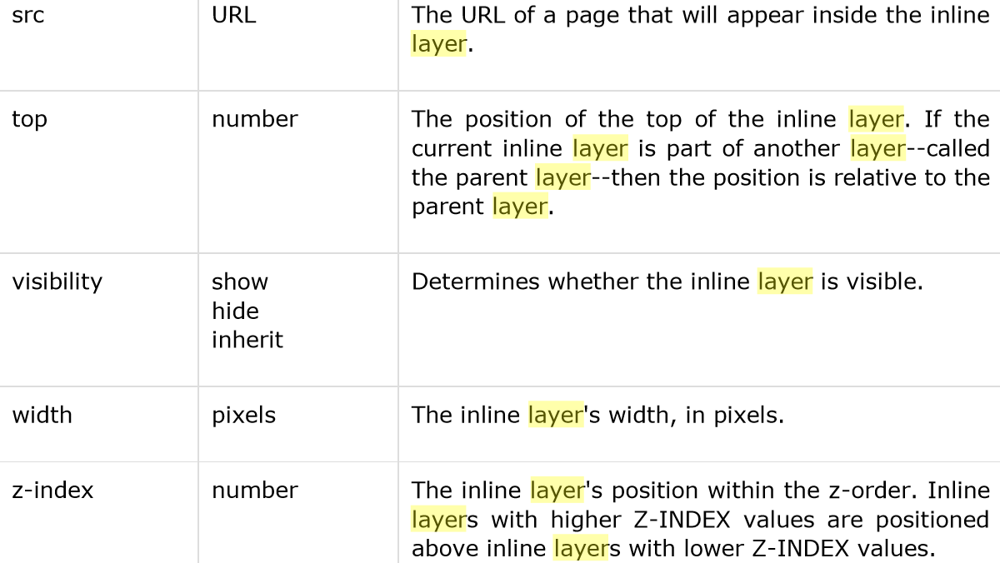 src URL The URL of a page that will appear inside the inline
layer.
top number The position of the top of the inline layer. If the
current inline layer is part of another layer--called
the parent layer--then the position is relative to the
parent layer.
visibility show Determines whether the inline layer is visible.
hide
inherit
width pixels The inline layer's width, in pixels.
z-index number The inline layer's position within the z-order. Inline
layers with higher Z-INDEX values are positioned
above inline layers with lower Z-INDEX values.